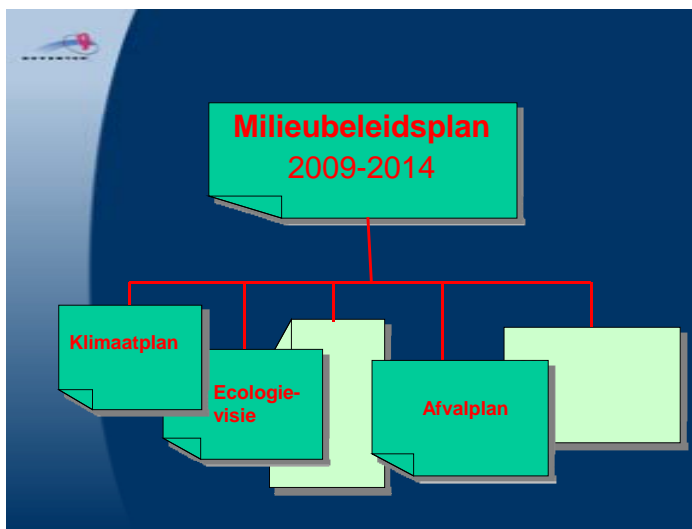 Milieubeleidsplan
2009-2014
Klimaatplan
Ecologie-
visie
Afvalplan